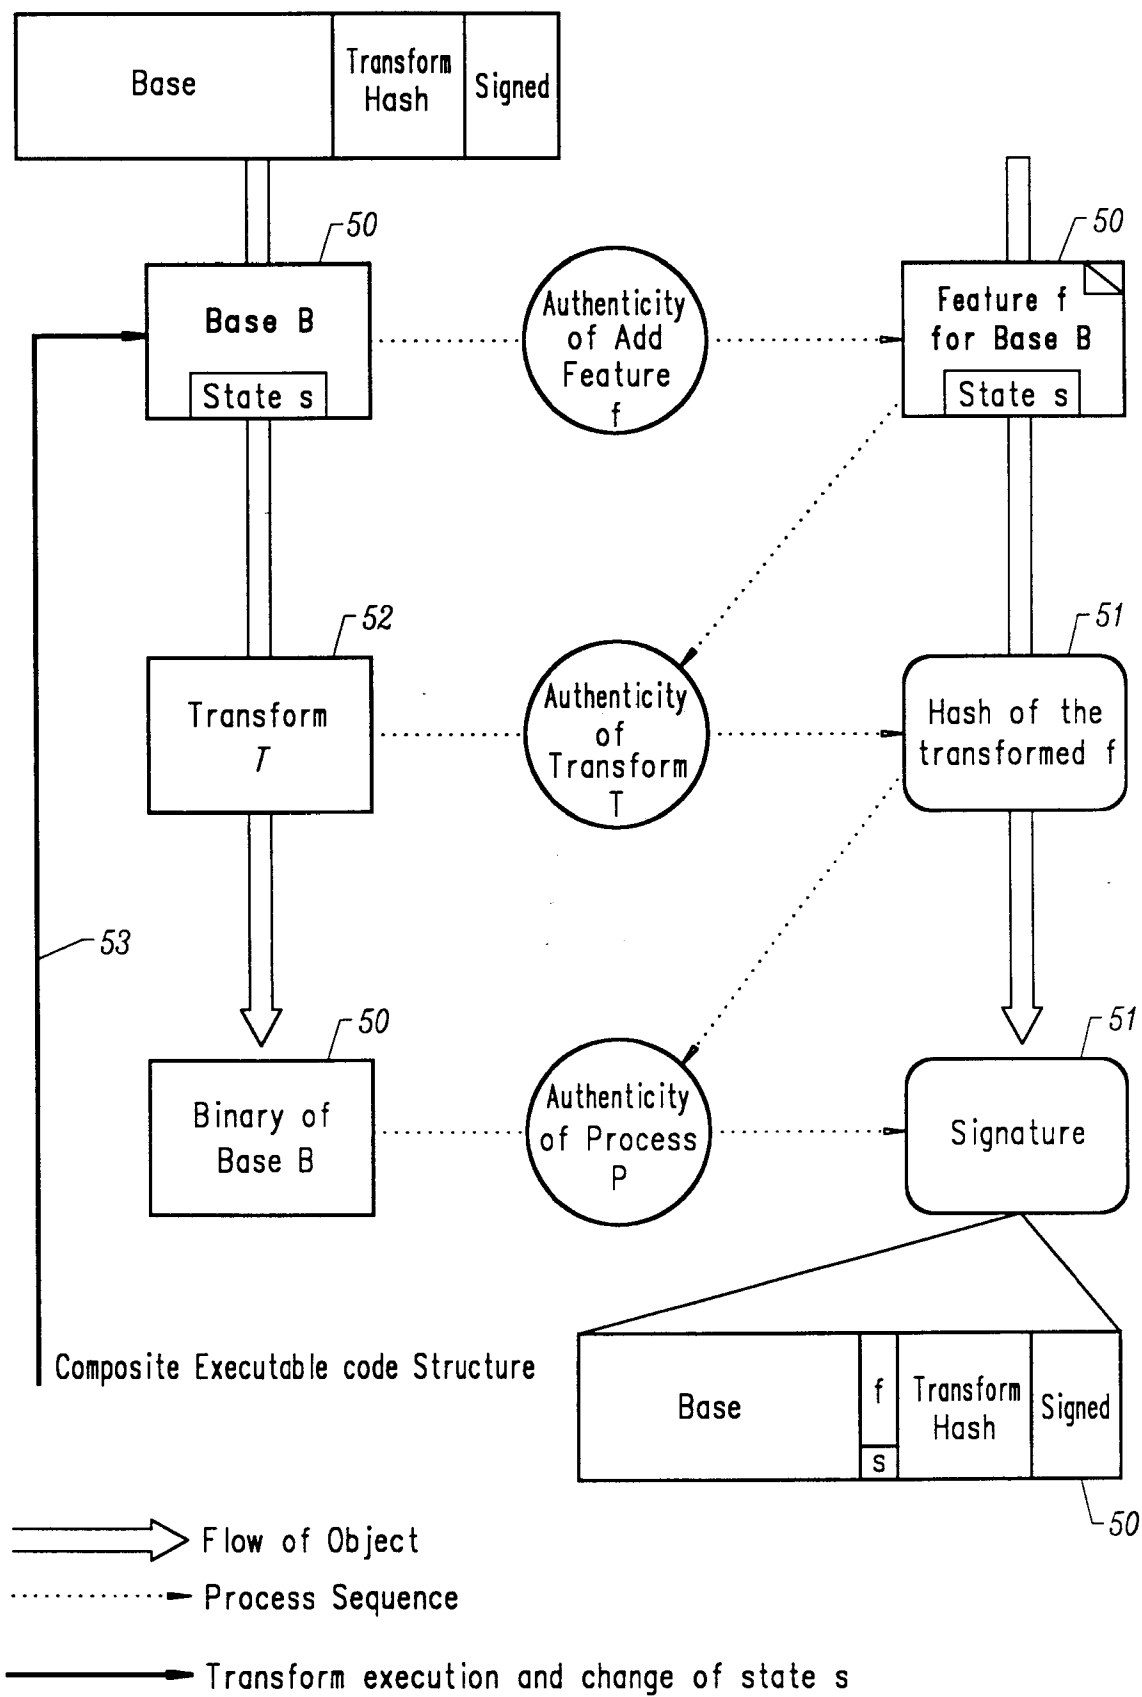 Base
Transform
Hash
Signed
50
50
Base B
State s
Authenticity
of Add
Feature
f
Feature f
for Base B
State s
52
51
Transform
T
Authenticity
of
Transform
T
Hash of the
transformed f
53
50
51
Binary of
Base B
Authenticity
of Process
P
Signature
Composite Executable code Structure
Base
f
s
Transform
Hash
Signed
50
Flow of Object
Process Sequence
Transform execution and change of state s